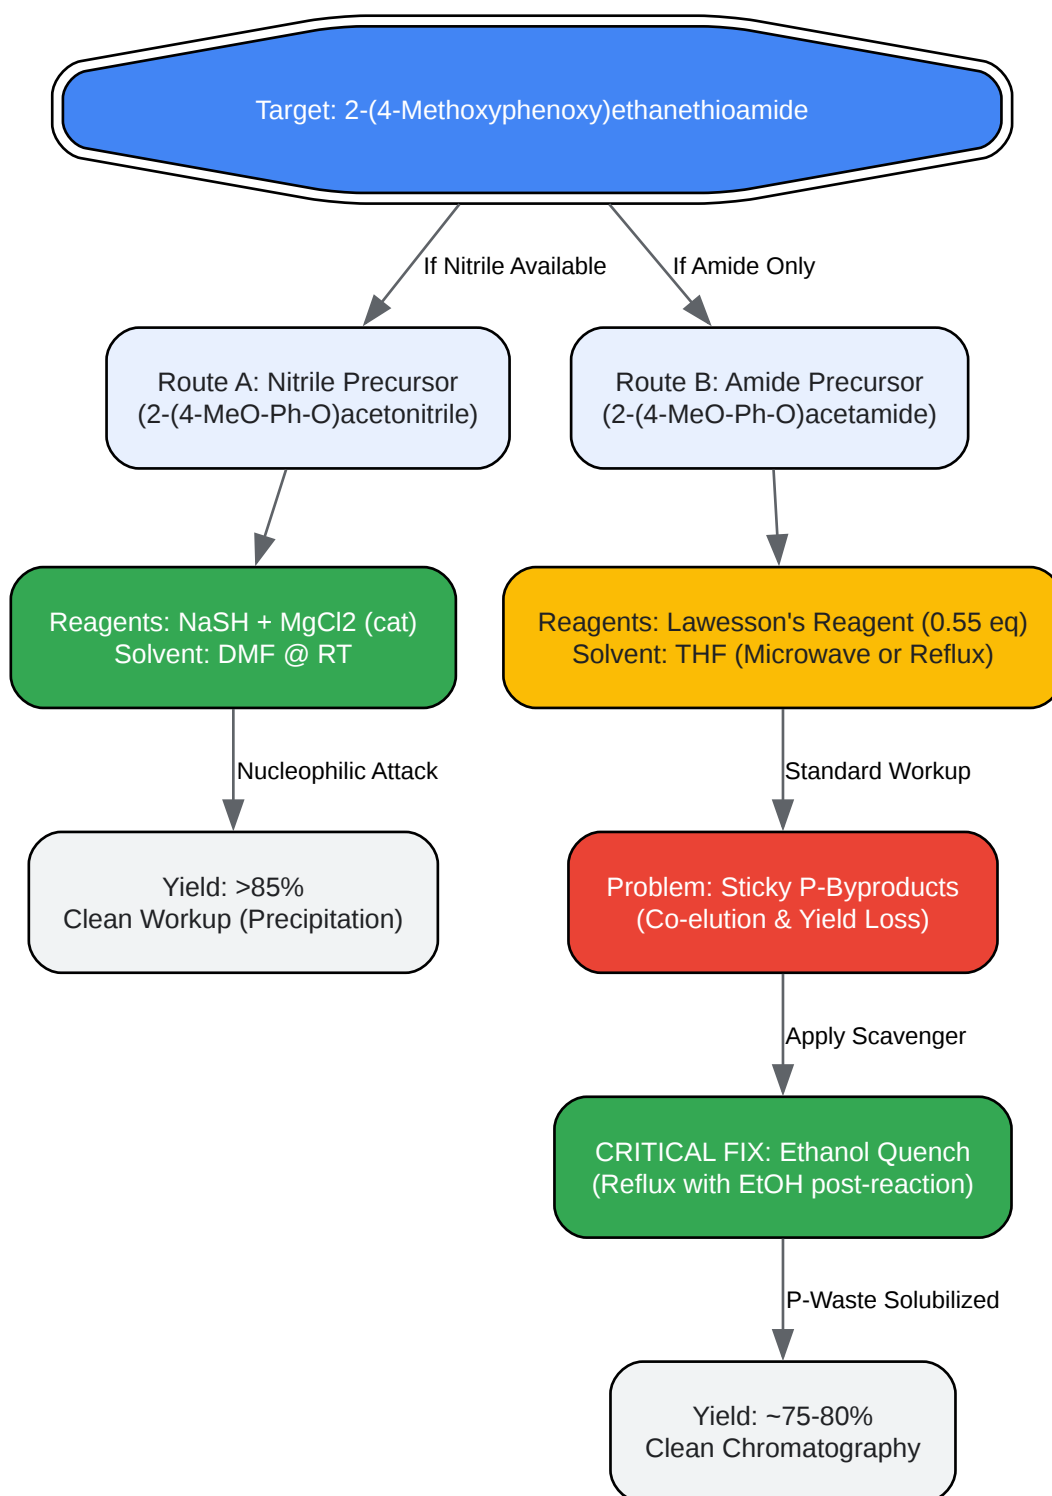 Target: 2-(4-Methoxyphenoxy)ethanethioamide
If Nitrile Available
If Amide Only
Route A: Nitrile Precursor
(2-(4-MeO-Ph-O)acetonitrile)
Route B: Amide Precursor
(2-(4-MeO-Ph-O)acetamide)
Reagents: NaSH + MgCl2 (cat)
Solvent: DMF @ RT
Reagents: Lawesson's Reagent (0.55 eq)
Solvent: THF (Microwave or Reflux)
Nucleophilic Attack
Standard Workup
Yield: >85%
Clean Workup (Precipitation)
Problem: Sticky P-Byproducts
(Co-elution & Yield Loss)
Apply Scavenger
CRITICAL FIX: Ethanol Quench
(Reflux with EtOH post-reaction)
P-Waste Solubilized
Yield: ~75-80%
Clean Chromatography